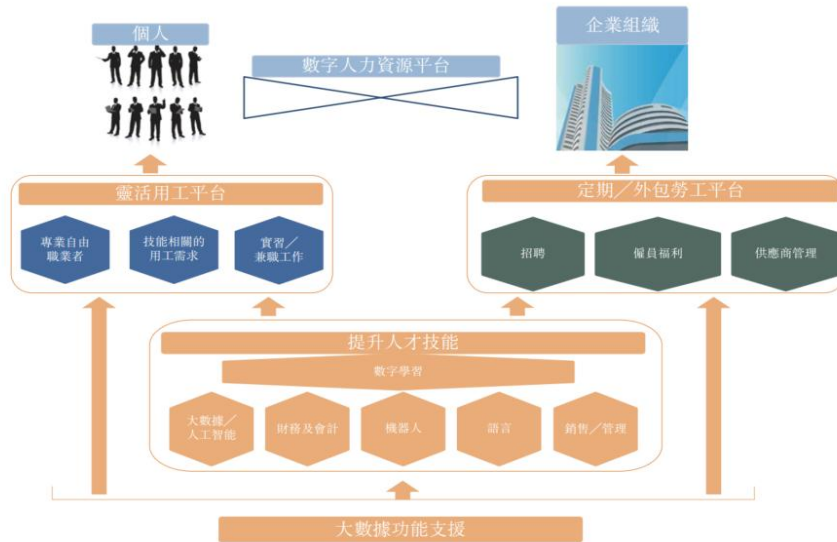 個人
數字人力資源平台
企業組織
靈活用工平台
專業自由
職業者
技能相關的
用工需求
實習／
兼職工作
定期／外包勞工平台
招聘
僱員福利
供應商管理
提升人才技能
數字學習
大數據／
人工智能
財務及會計
機器人
語言
銷售／管理
大數據功能支援